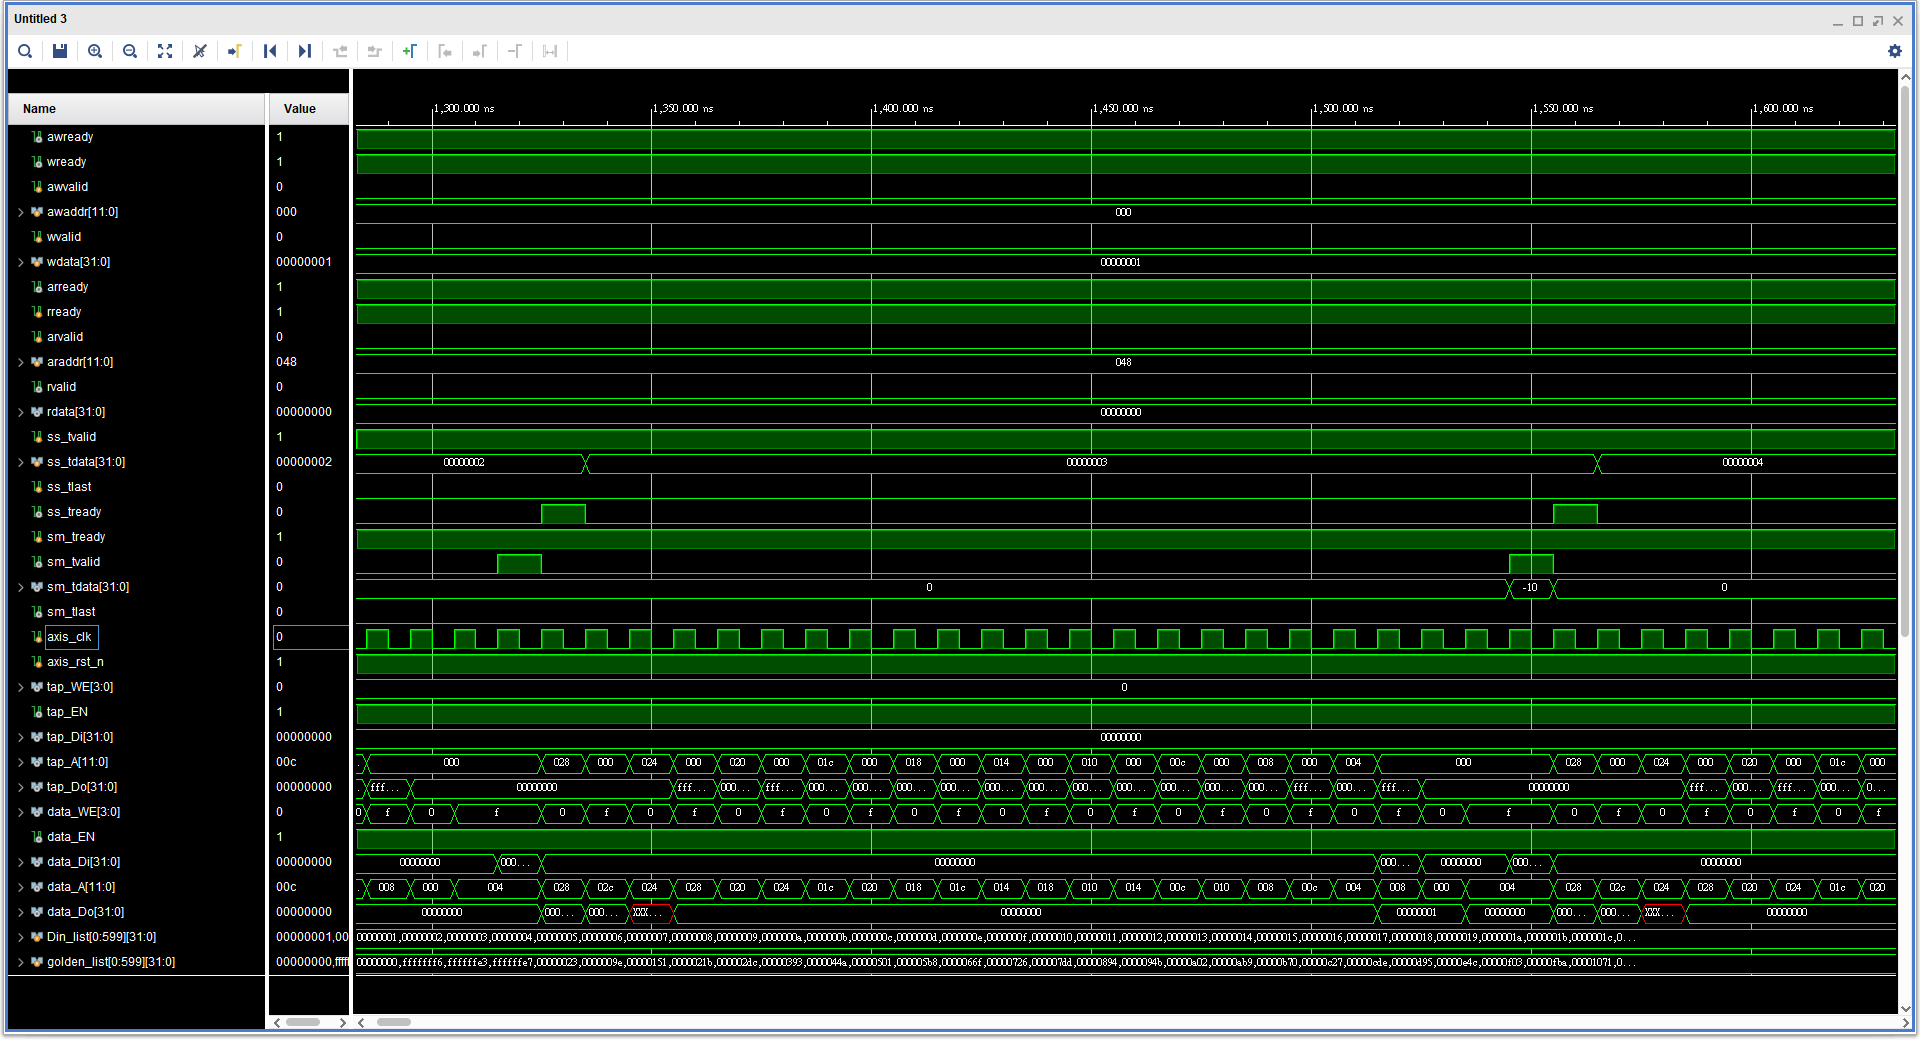 Untitled 3
Name Value
1,300.000 ns 1,350.000 ns 1,400.000 ns 1,450.000 ns 1,500.000 ns 1,550.000 ns 1,600.000 ns
awready 1
wready 1
awvalid 0
awaddr[11:0] 000 000
wvalid 0
wdata[31:0] 00000001 00000001
arready 1
rready 1
arvalid 0
araddr[11:0] 048 048
rvalid 0
rdata[31:0] 00000000 00000000
ss_tvalid 1
ss_tdata[31:0] 00000002 00000002 00000003 00000004
ss_tlast 0
ss_tready 0
sm_tready 1
sm_tvalid 0
sm_tdata[31:0] 0 0 -10 0
sm_tlast 0
axis_clk 0
axis_rst_n 1
tap_WE[3:0] 0 0
tap_EN 1
tap_Di[31:0] 00000000 00000000
tap_A[11:0] 00c . 000 028 000 024 000 020 000 01c 000 018 000 014 000 010 000 00c 000 008 000 004 000 028 000 024 000 020 000 01c 000
tap_Do[31:0] 00000000 . fff... 00000000 fff... 000... fff... 000... 000... 000... 000... 000... 000... 000... 000... 000... 000... 000... fff... 000... fff... 00000000 fff... 000... fff... 000... 0...
data_WE[3:0] 0 0 f 0 f 0 f 0 f 0 f 0 f 0 f 0 f 0 f 0 f 0 f 0 f 0 f 0 f 0 f 0 f 0 f
data_EN 1
data_Di[31:0] 00000000 00000000 000... 00000000 000... 00000000 000... 00000000
data_A[11:0] 00c . 008 000 004 028 02c 024 028 020 024 01c 020 018 01c 014 018 010 014 00c 010 008 00c 004 008 000 004 028 02c 024 028 020 024 01c 020
data_Do[31:0] 00000000 00000000 000... 000... XXX... 00000000 00000001 00000000 000... 000... XXX... 00000000
Din_list[0:599][31:0] 00000001,00 00000001,00000002,00000003,00000004,00000005,00000006,00000007,00000008,00000009,0000000a,0000000b,0000000c,0000000d,0000000e,0000000f,00000010,00000011,00000012,00000013,00000014,00000015,00000016,00000017,00000018,00000019,0000001a,0000001b,0000001c,0...
golden_list[0:599][31:0] 00000000,fffff 00000000,fffffff6,ffffffe3,ffffffe7,00000023,0000009e,00000151,0000021b,000002dc,00000393,0000044a,00000501,000005b8,0000066f,00000726,000007dd,00000894,0000094b,00000a02,00000ab9,00000b70,00000c27,00000cde,00000d95,00000e4c,00000f03,00000fba,00001071,0...